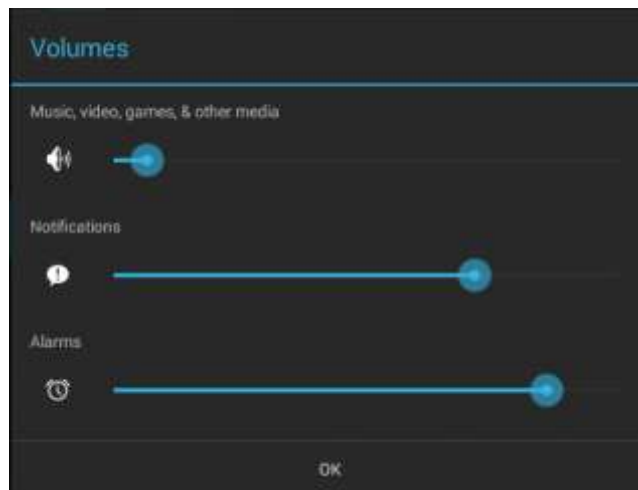 Volumes
Music, video, games, & other media
Notifications
Alarms
OK